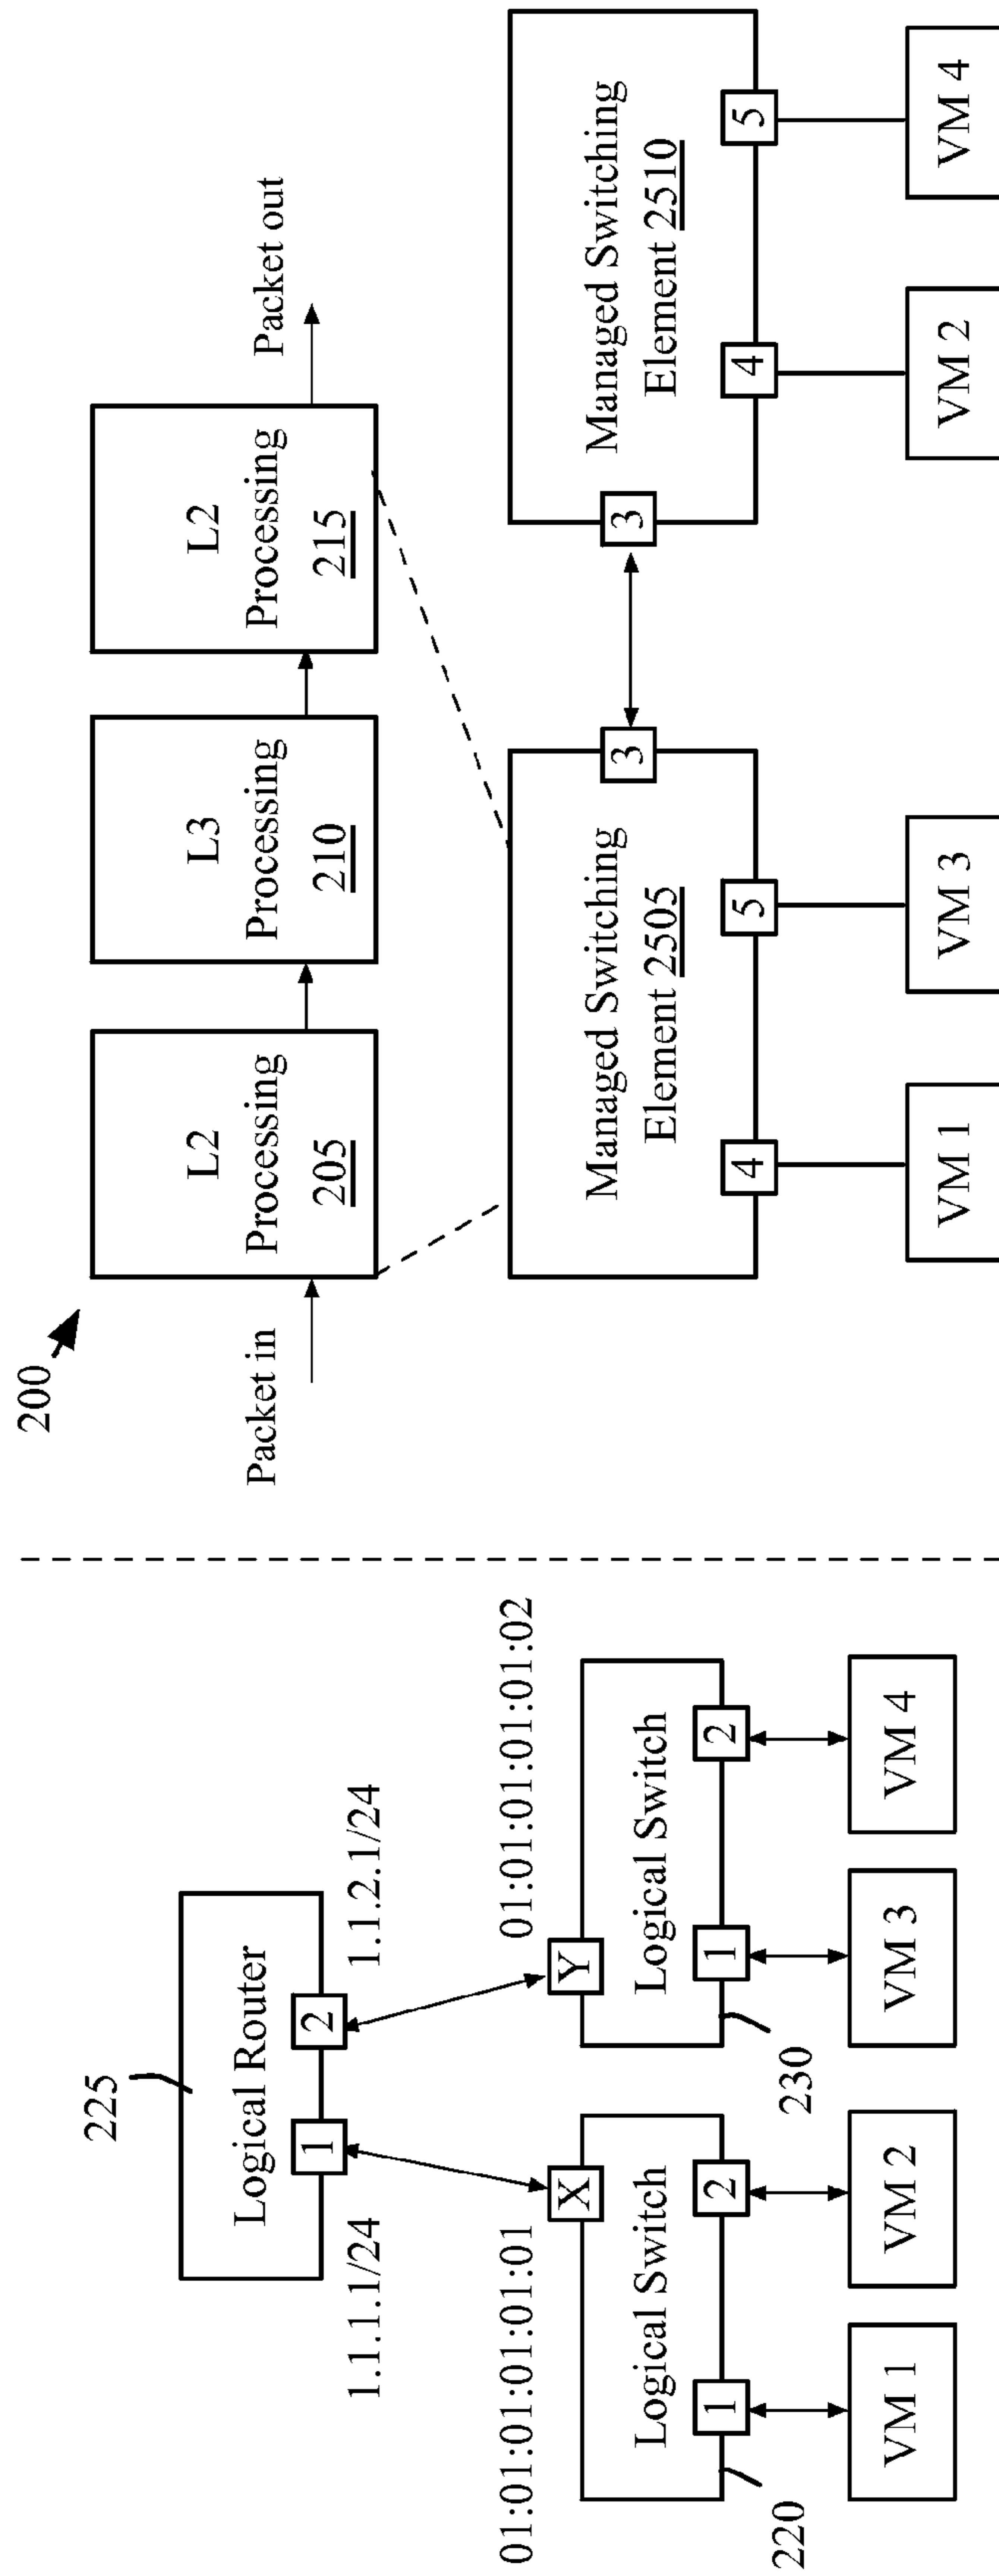 225
Logical Router
1
2
1.1.1.1/24
1.1.2.1/24
01:01:01:01:01:01
01:01:01:01:01:02
X
Y
Logical Switch
Logical Switch
1
2
1
2
220
230
VM 1
VM 2
VM 3
VM 4
200
Packet in
L2
Processing
205
L3
Processing
210
L2
Processing
215
Packet out
Managed Switching
Element 2505
3
4
5
Managed Switching
Element 2510
3
4
5
VM 1
VM 3
VM 2
VM 4